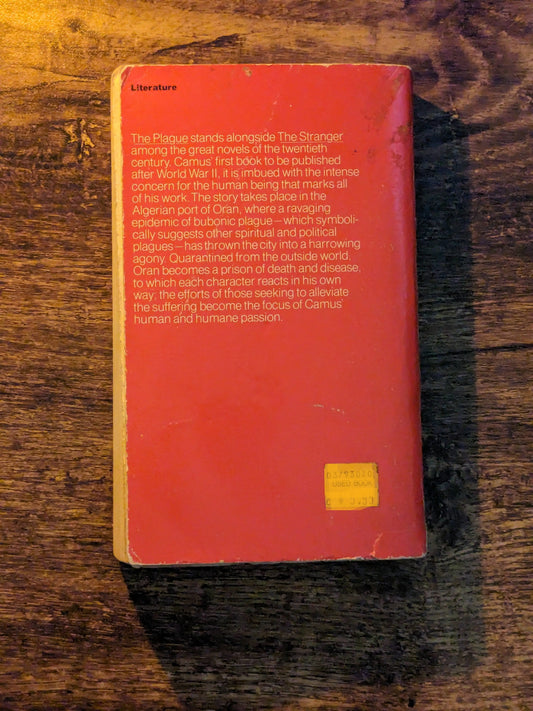 Literature
The Plague stands alongside The Stranger
among the great novels of the twentieth
century. Camus' first book to be published
after World War II, it is imbued with the intense
concern for the human being that marks all
of his work. The story takes place in the
Algerian port of Oran, where a ravaging
epidemic of bubonic plague—which symboli-
cally suggests other spiritual and political
plagues—has thrown the city into a harrowing
agony. Quarantined from the outside world,
Oran becomes a prison of death and disease,
to which each character reacts in his own
way; the efforts of those seeking to alleviate
the suffering become the focus of Camus'
human and humane passion.
USED BOOK